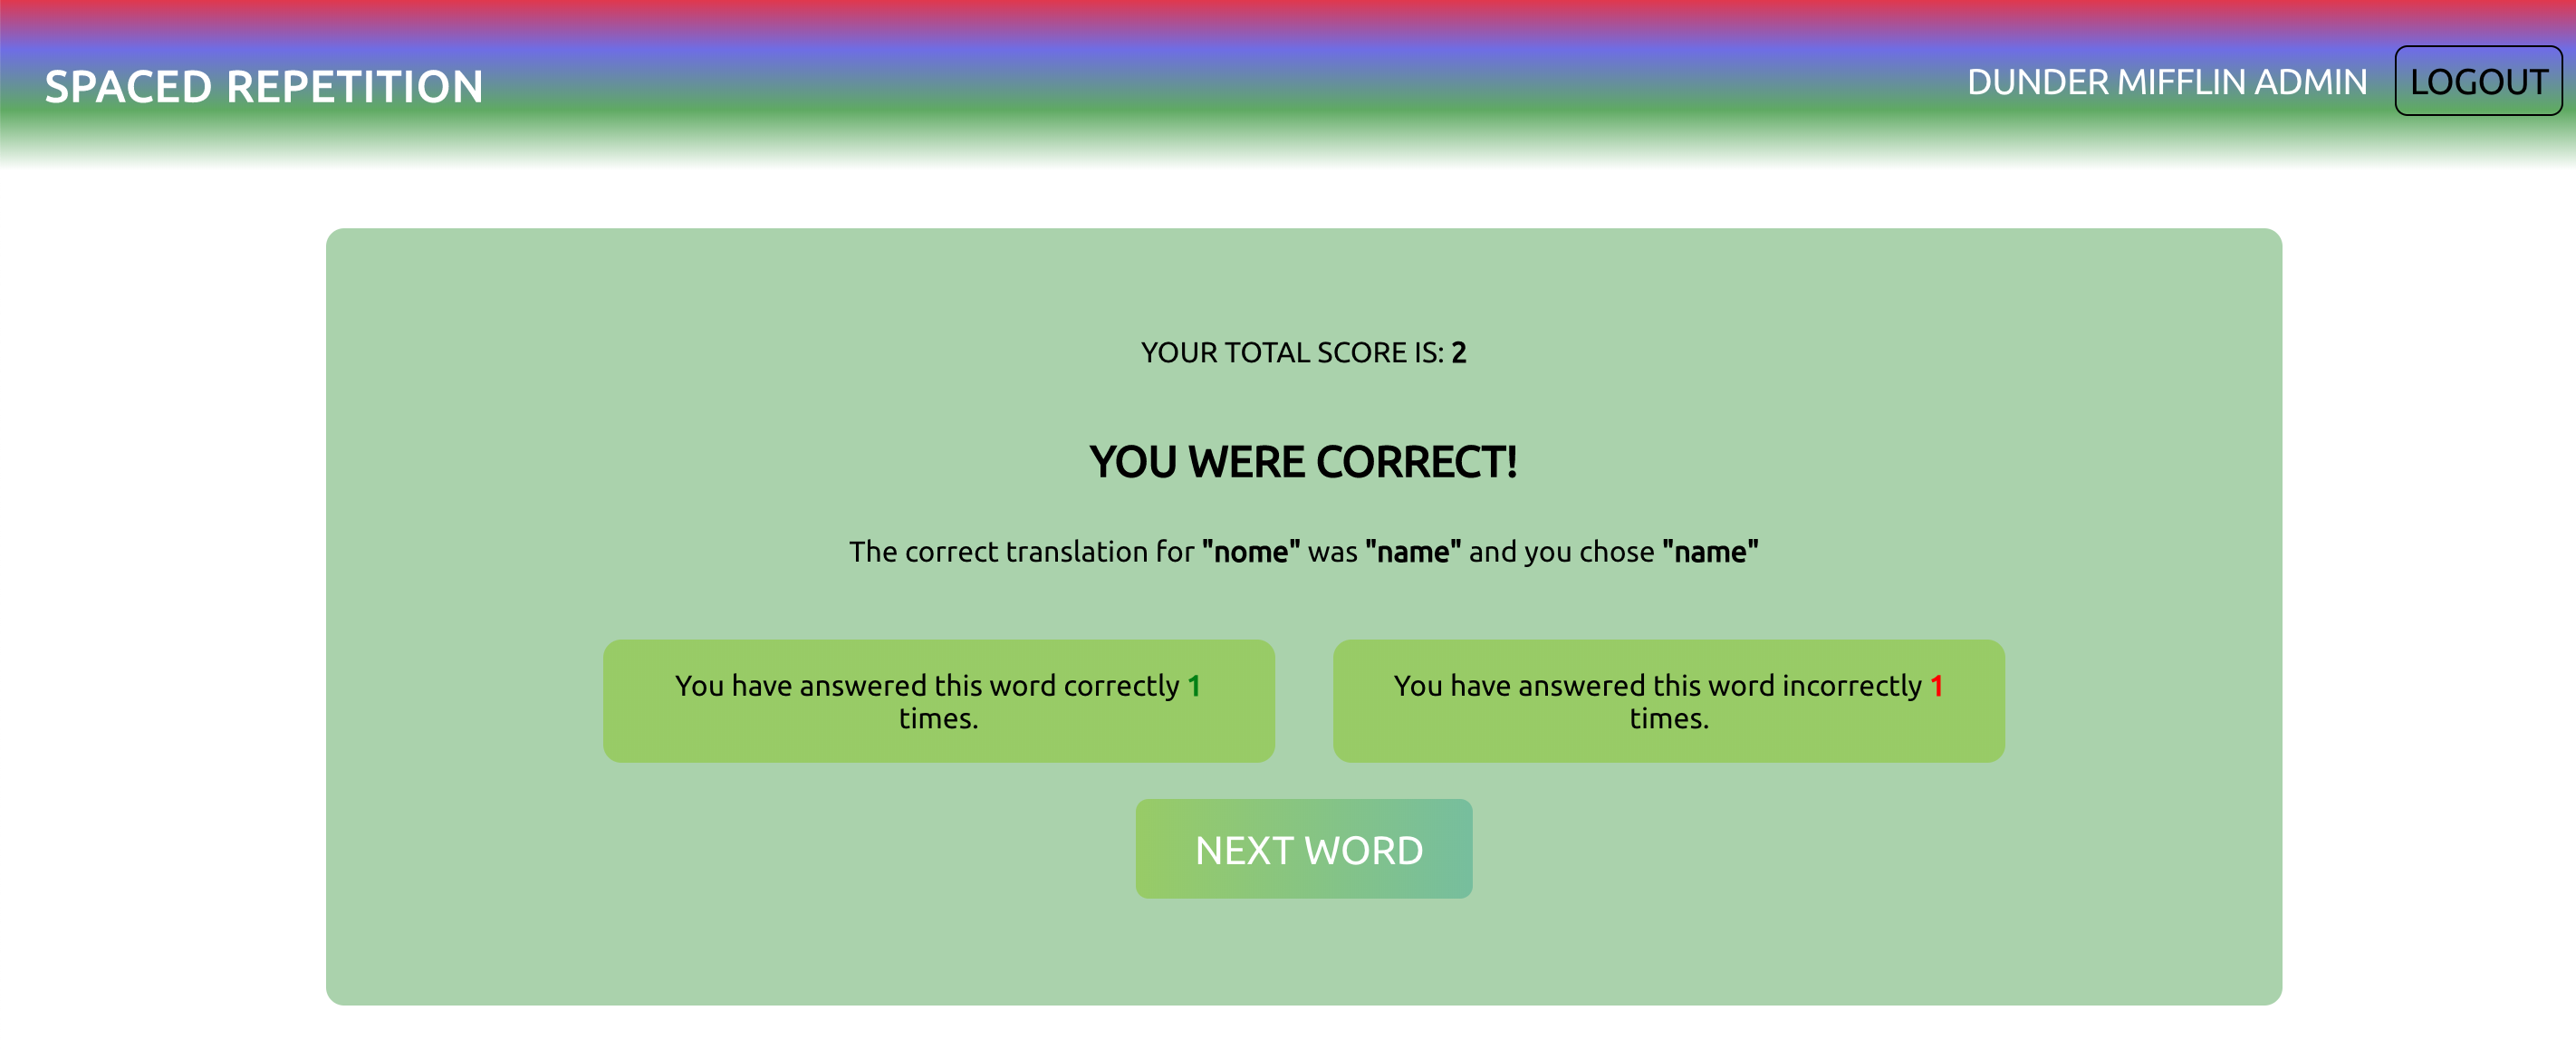 SPACED REPETITION
DUNDER MIFFLIN ADMIN
LOGOUT
YOUR TOTAL SCORE IS: 2
YOU WERE CORRECT!
The correct translation for "nome" was "name" and you chose "name"
You have answered this word correctly 1
times.
You have answered this word incorrectly 1
times.
NEXT WORD